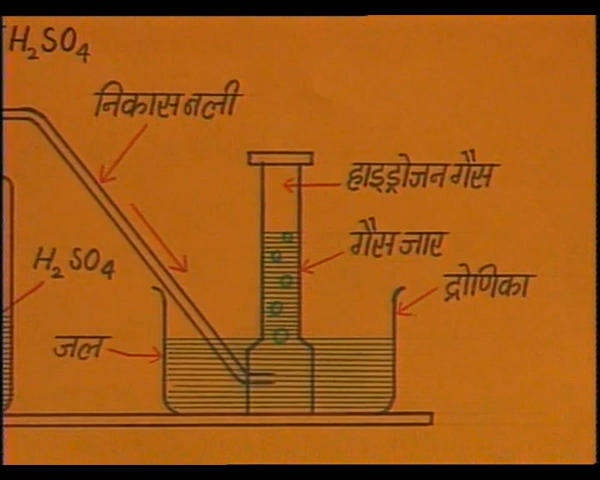 H₂SO₄
निकास नली
हाइड्रोजन गैस
गैस जार
H₂SO₄
द्रोणिका
जल